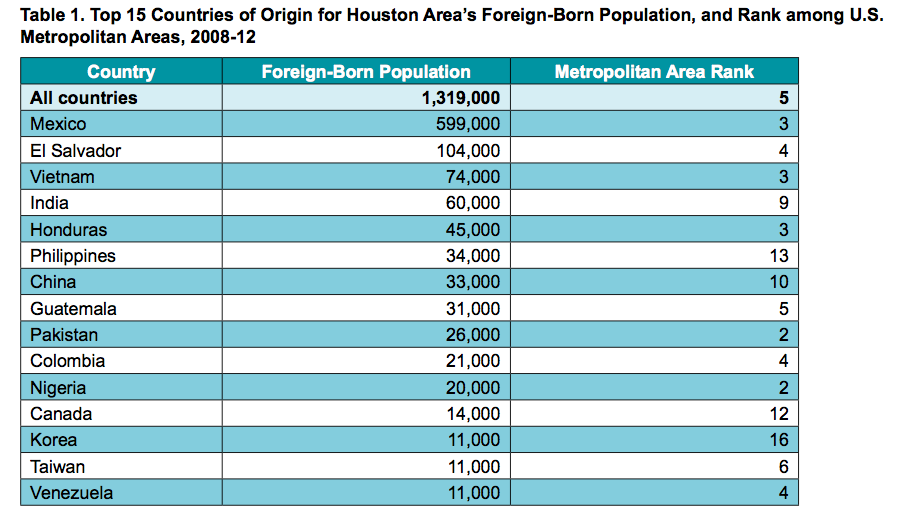 Table 1. Top 15 Countries of Origin for Houston Area’s Foreign-Born Population, and Rank among U.S.
Metropolitan Areas, 2008-12
Country Foreign-Born Population Metropolitan Area Rank
All countries 1,319,000 5
Mexico 599,000 3
El Salvador 104,000 4
Vietnam 74,000 3
India 60,000 9
Honduras 45,000 3
Philippines 34,000 13
China 33,000 10
Guatemala 31,000 5
Pakistan 26,000 2
Colombia 21,000 4
Nigeria 20,000 2
Canada 14,000 12
Korea 11,000 16
Taiwan 11,000 6
Venezuela 11,000 4